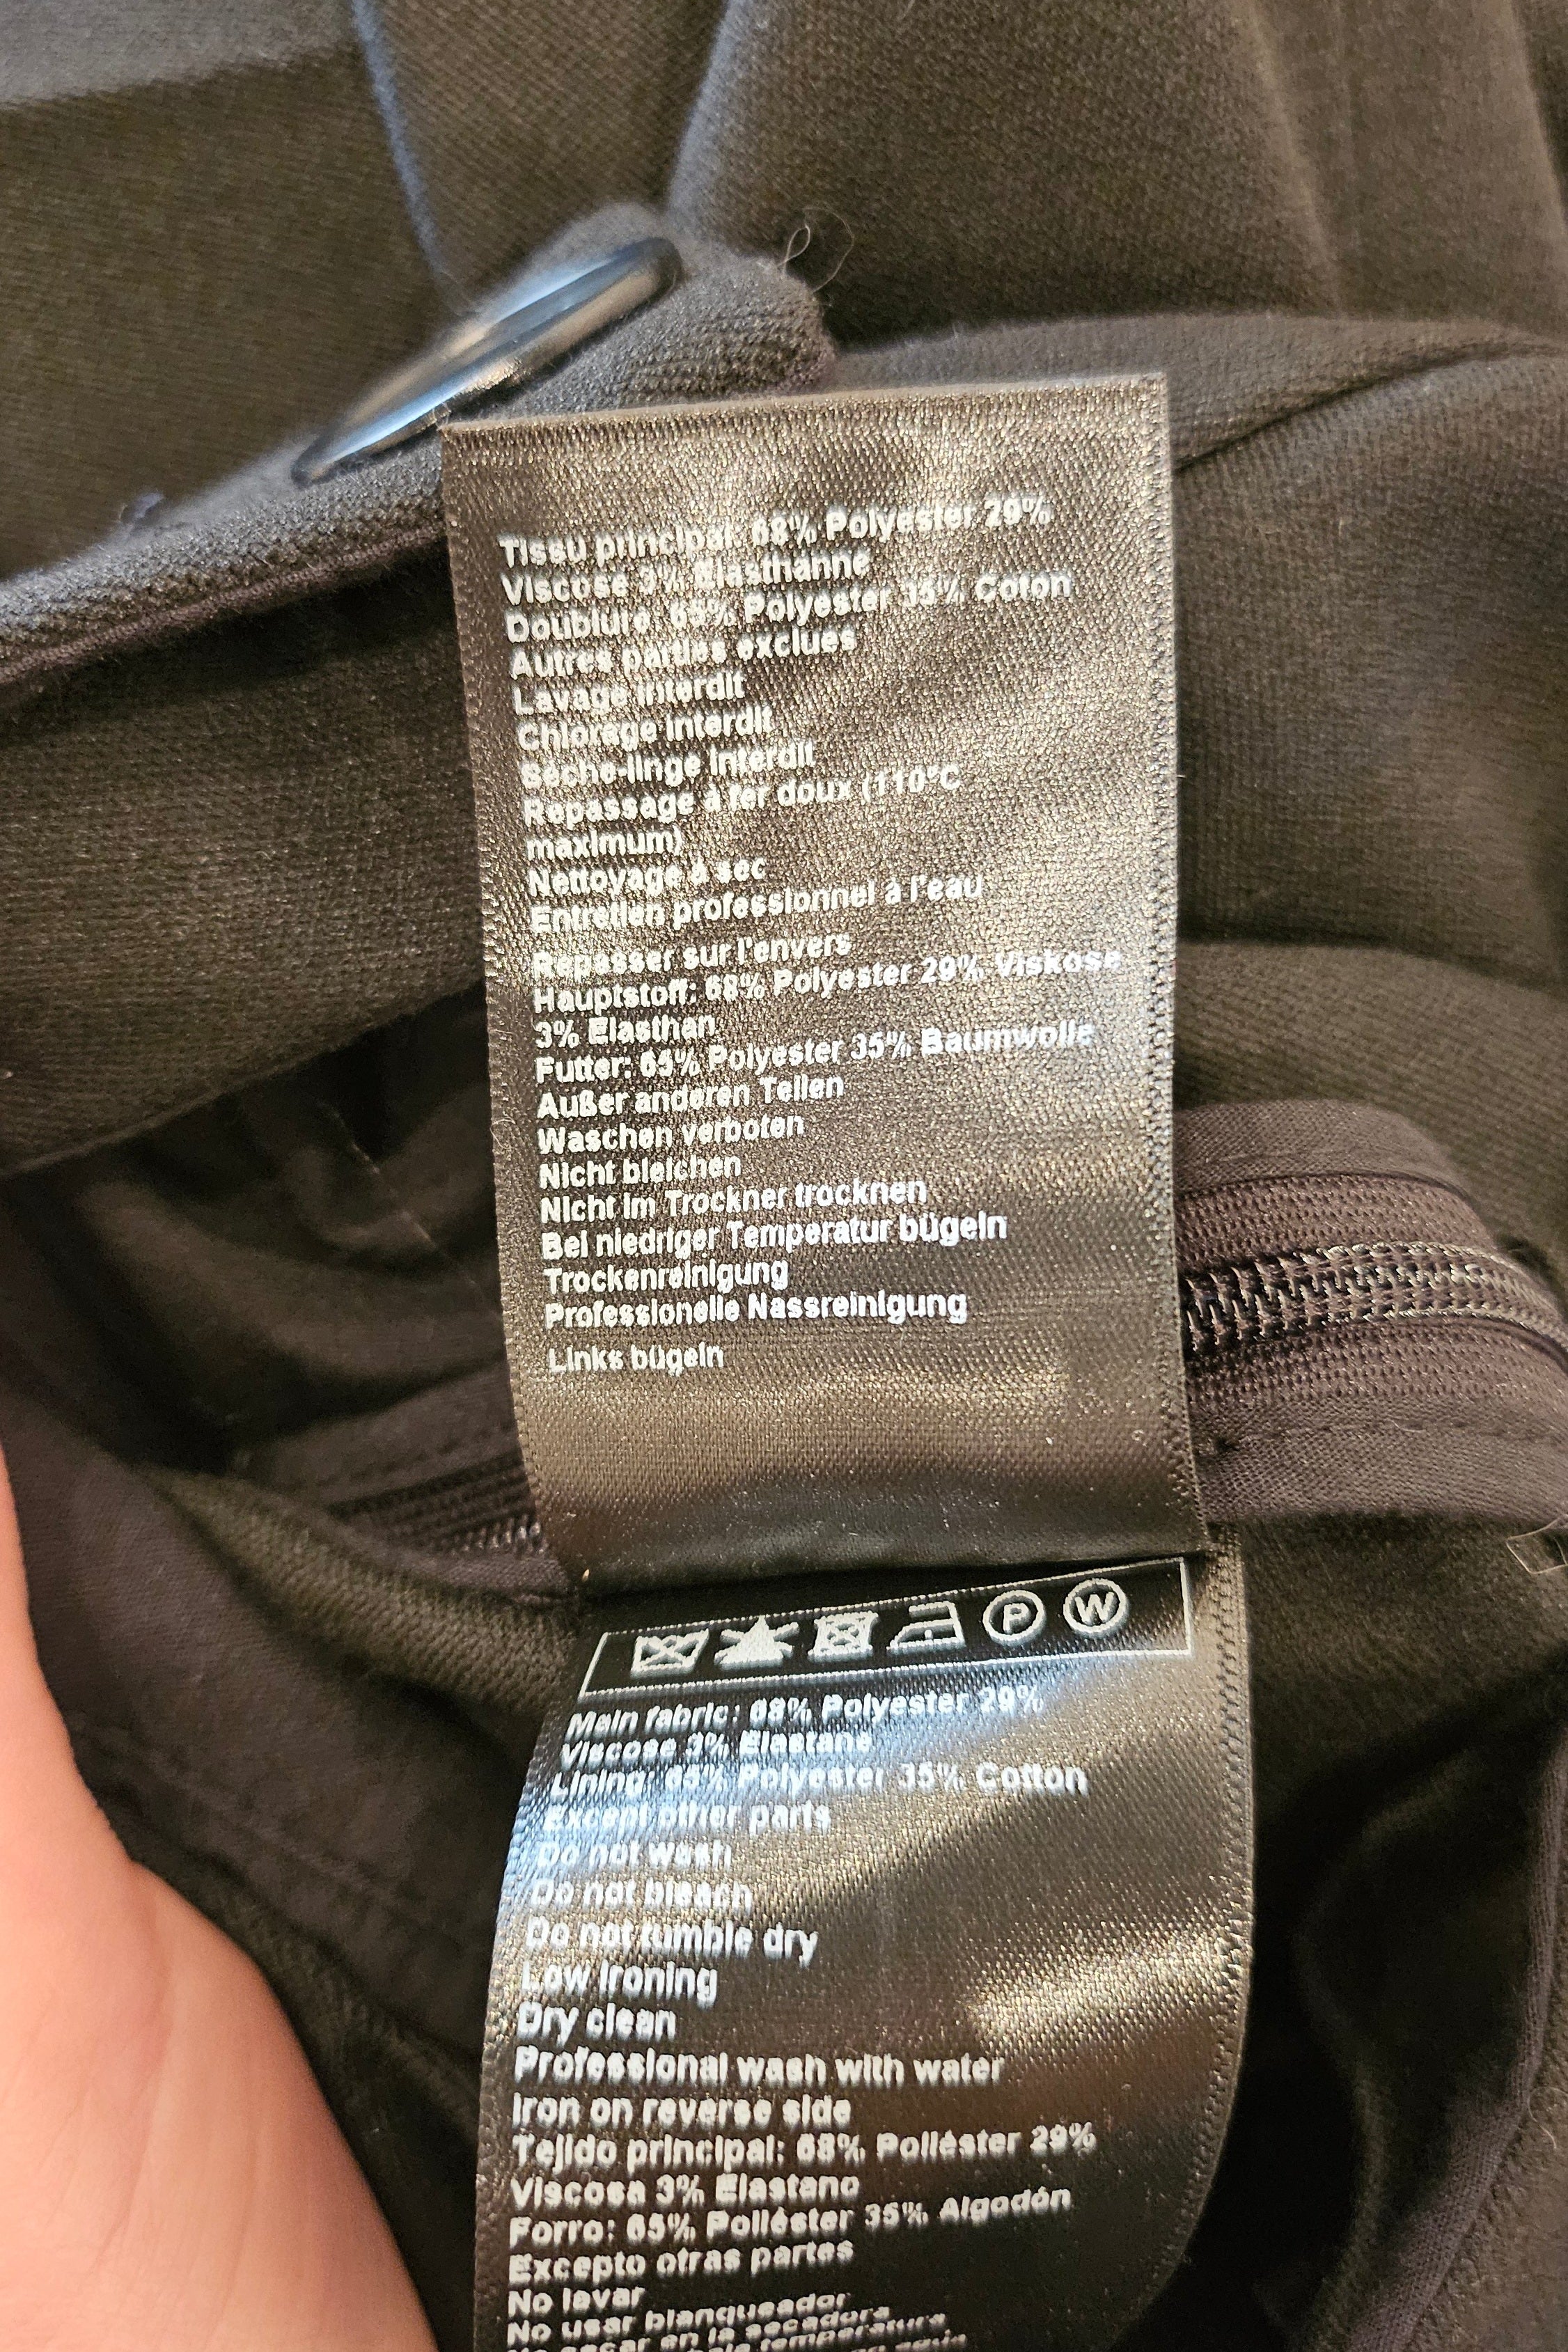 Tissu principal: 68% Polyester 29%
Viscose 3% Elasthanne
Doublure: 65% Polyester 35% Coton
Autres parties exclues
Lavage interdit
Chlorage interdit
Sèche-linge interdit
Repassage à fer doux (110°C
maximum)
Nettoyage à sec
Entretien professionnel à l'eau
Repasser sur l'envers
Hauptstoff: 68% Polyester 29% Viskose
3% Elasthan
Futter: 65% Polyester 35% Baumwolle
Außer anderen Teilen
Waschen verboten
Nicht bleichen
Nicht im Trockner trocknen
Bei niedriger Temperatur bügeln
Trockenreinigung
Professionelle Nassreinigung
Links bügeln
P W
Main fabric: 68% Polyester 29%
Viscose 3% Elastane
Lining: 65% Polyester 35% Cotton
Except other parts
Do not wash
Do not bleach
Do not tumble dry
Low ironing
Dry clean
Professional wash with water
Iron on reverse side
Tejido principal: 68% Poliéster 29%
Viscosa 3% Elastano
Forro: 65% Poliéster 35% Algodón
Excepto otras partes
No lavar
No usar blanqueador
No secar en la secadora
temperatura